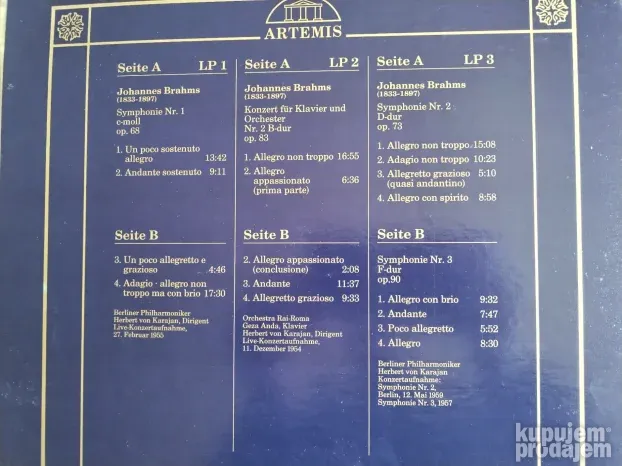 ARTEMIS
Seite A LP 1
Johannes Brahms
(1833-1897)
Symphonie Nr. 1
c-moll
op. 68
1. Un poco sostenuto
allegro 13:42
2. Andante sostenuto 9:11
Seite B
3. Un poco allegretto e
grazioso 4:46
4. Adagio · allegro non
troppo ma con brio 17:30
Berliner Philharmoniker
Herbert von Karajan, Dirigent
Live-Konzertaufnahme,
27. Februar 1955
Seite A LP 2
Johannes Brahms
(1833-1897)
Konzert für Klavier und
Orchester
Nr. 2 B-dur
op. 83
1. Allegro non troppo 16:55
2. Allegro
appassionato 6:36
(prima parte)
Seite B
2. Allegro appassionato
(conclusione) 2:08
3. Andante 11:37
4. Allegretto grazioso 9:33
Orchestra Rai-Roma
Geza Anda, Klavier
Herbert von Karajan, Dirigent
Live-Konzertaufnahme,
11. Dezember 1954
Seite A LP 3
Johannes Brahms
(1833-1897)
Symphonie Nr. 2
D-dur
op. 73
1. Allegro non troppo 15:08
2. Adagio non troppo 10:23
3. Allegretto grazioso 5:10
(quasi andantino)
4. Allegro con spirito 8:58
Seite B
Symphonie Nr. 3
F-dur
op.90
1. Allegro con brio 9:32
2. Andante 7:47
3. Poco allegretto 5:52
4. Allegro 8:30
Berliner Philharmoniker
Herbert von Karajan
Konzertaufnahme:
Symphonie Nr. 2,
Berlin, 12. Mai 1959
Symphonie Nr. 3, 1957
kupujem
prodajem